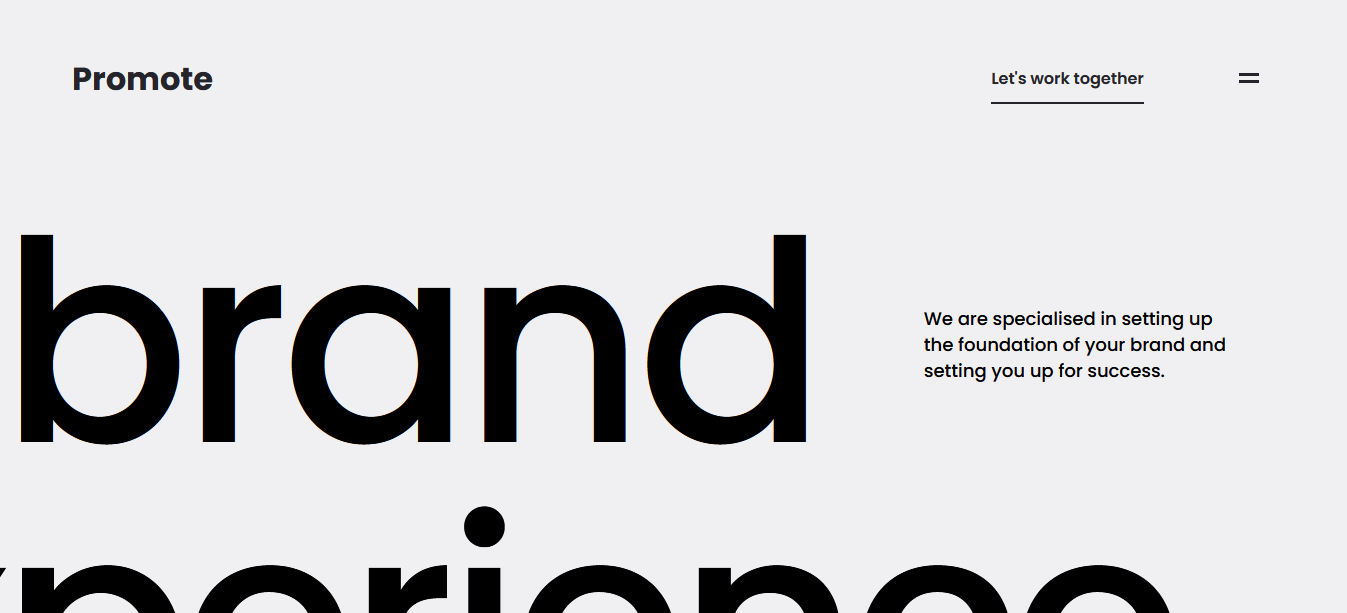 Promote
Let's work together
brand
We are specialised in setting up
the foundation of your brand and
setting you up for success.
xperience